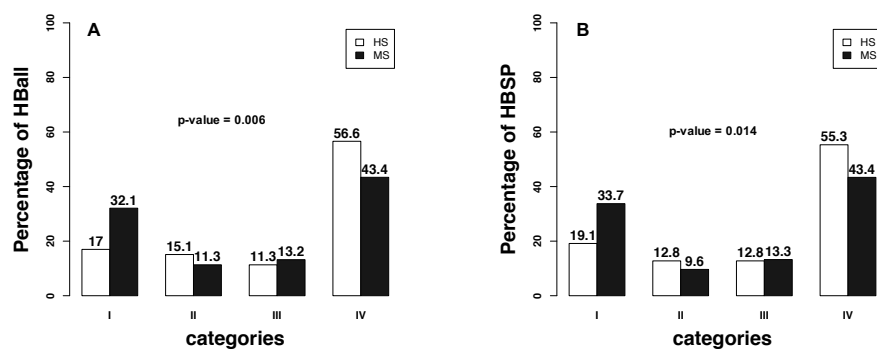 A
HS
MS
Percentage of HBall
100
80
60
40
20
0
p-value = 0.006
17
32.1
15.1
11.3
11.3
13.2
56.6
43.4
I
II
III
IV
categories
B
HS
MS
Percentage of HBSP
100
80
60
40
20
0
p-value = 0.014
19.1
33.7
12.8
9.6
12.8
13.3
55.3
43.4
I
II
III
IV
categories